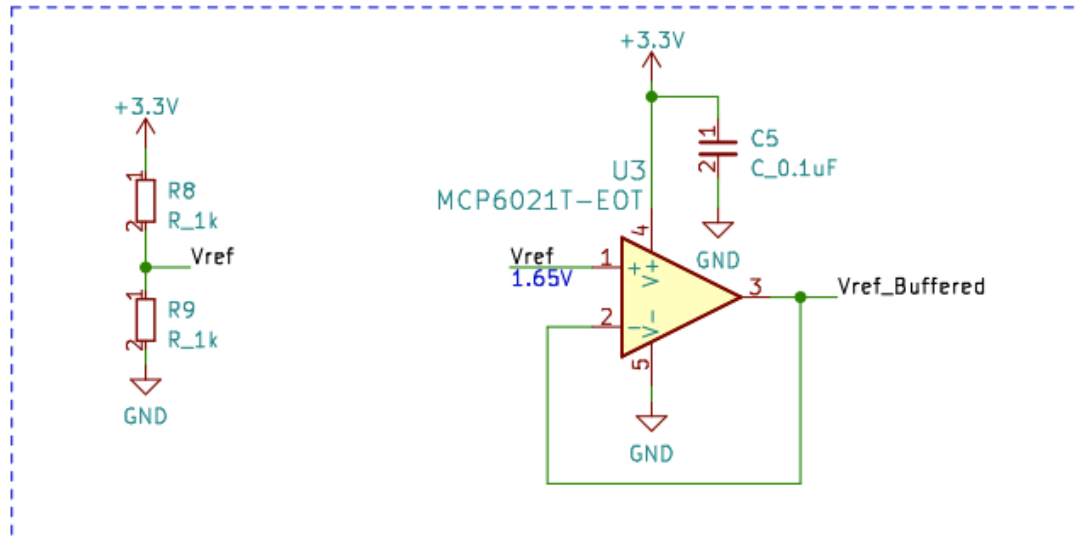 +3.3V
1
R8
R_1k
2
Vref
1
R9
R_1k
2
GND
+3.3V
1
C5
C_0.1uF
2
GND
U3
MCP6021T-EOT
4
Vref
1.65V
1
+
V+
3
Vref_Buffered
2
-
V-
5
GND